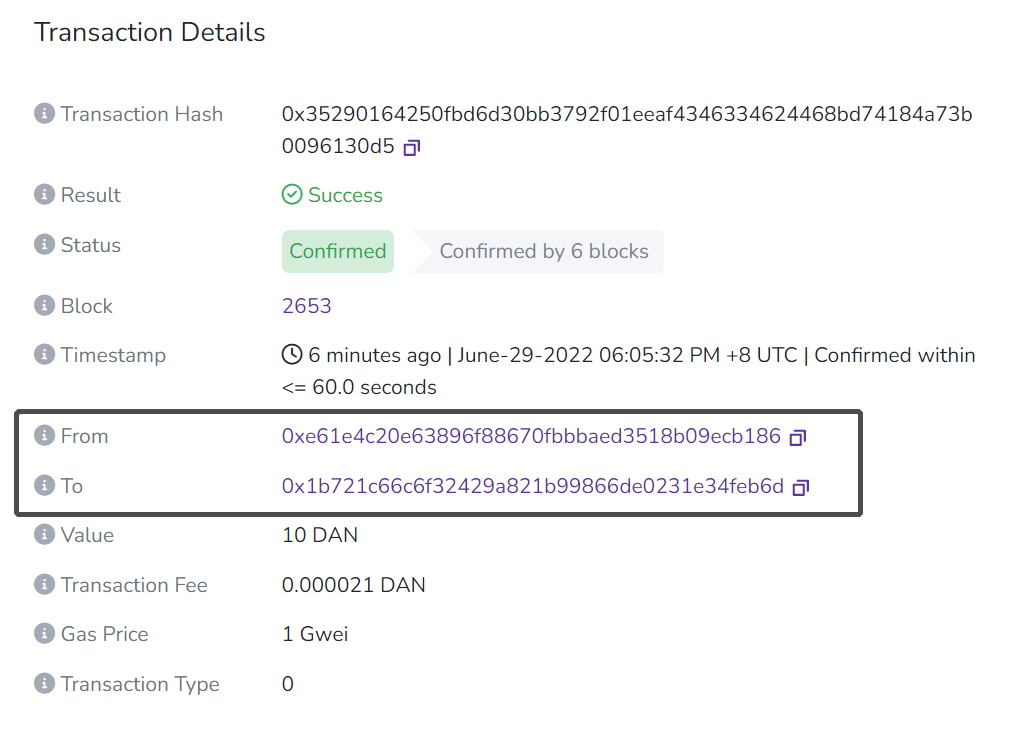 Transaction Details
Transaction Hash
0x35290164250fbd6d30bb3792f01eeaf4346334624468bd74184a73b
0096130d5
Result
Success
Status
Confirmed
Confirmed by 6 blocks
Block
2653
Timestamp
6 minutes ago | June-29-2022 06:05:32 PM +8 UTC | Confirmed within
<= 60.0 seconds
From
0xe61e4c20e63896f88670fbbbaed3518b09ecb186
To
0x1b721c66c6f32429a821b99866de0231e34feb6d
Value
10 DAN
Transaction Fee
0.000021 DAN
Gas Price
1 Gwei
Transaction Type
0